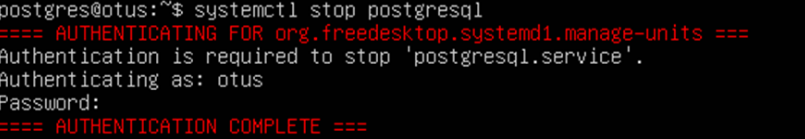 postgres@otus:~$ systemctl stop postgresql
==== AUTHENTICATING FOR org.freedesktop.systemd1.manage-units ===
Authentication is required to stop 'postgresql.service'.
Authenticating as: otus
Password:
==== AUTHENTICATION COMPLETE ===